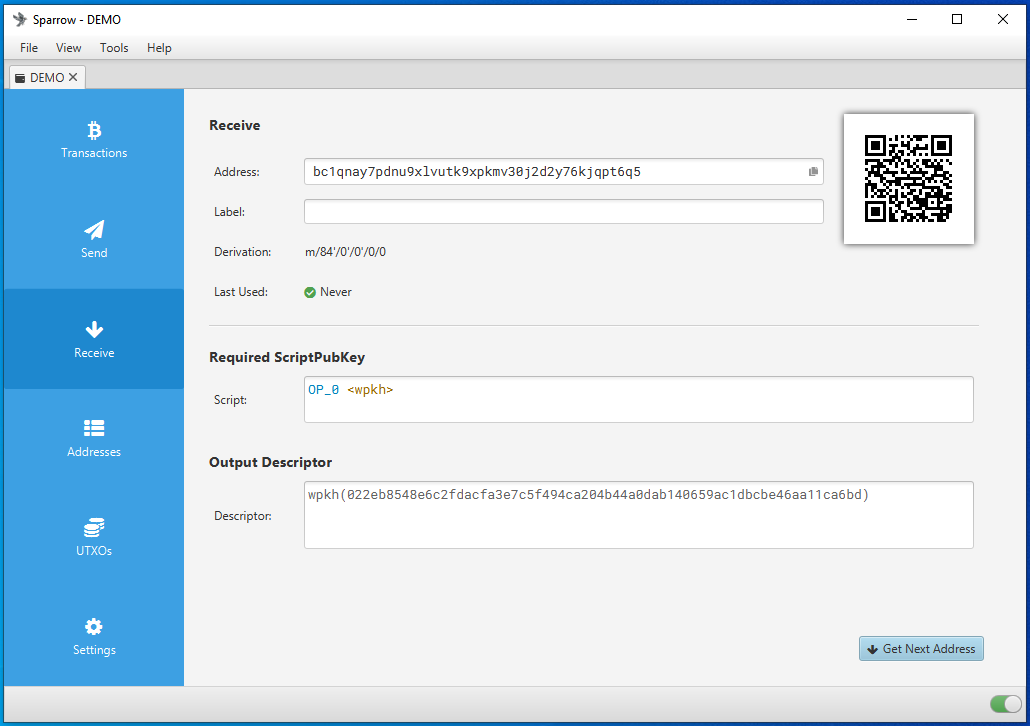 Sparrow - DEMO
File View Tools Help
DEMO
Transactions
Send
Receive
Addresses
UTXOs
Settings
Receive
Address: bc1qnay7pdnu9xlvutk9xpkmv30j2d2y76kjqpt6q5
Label:
Derivation: m/84'/0'/0'/0/0
Last Used: Never
Required ScriptPubKey
Script: OP_0 <wpkh>
Output Descriptor
Descriptor: wpkh(022eb8548e6c2fdacfa3e7c5f494ca204b44a0dab140659ac1dbcbe46aa11ca6bd)
Get Next Address